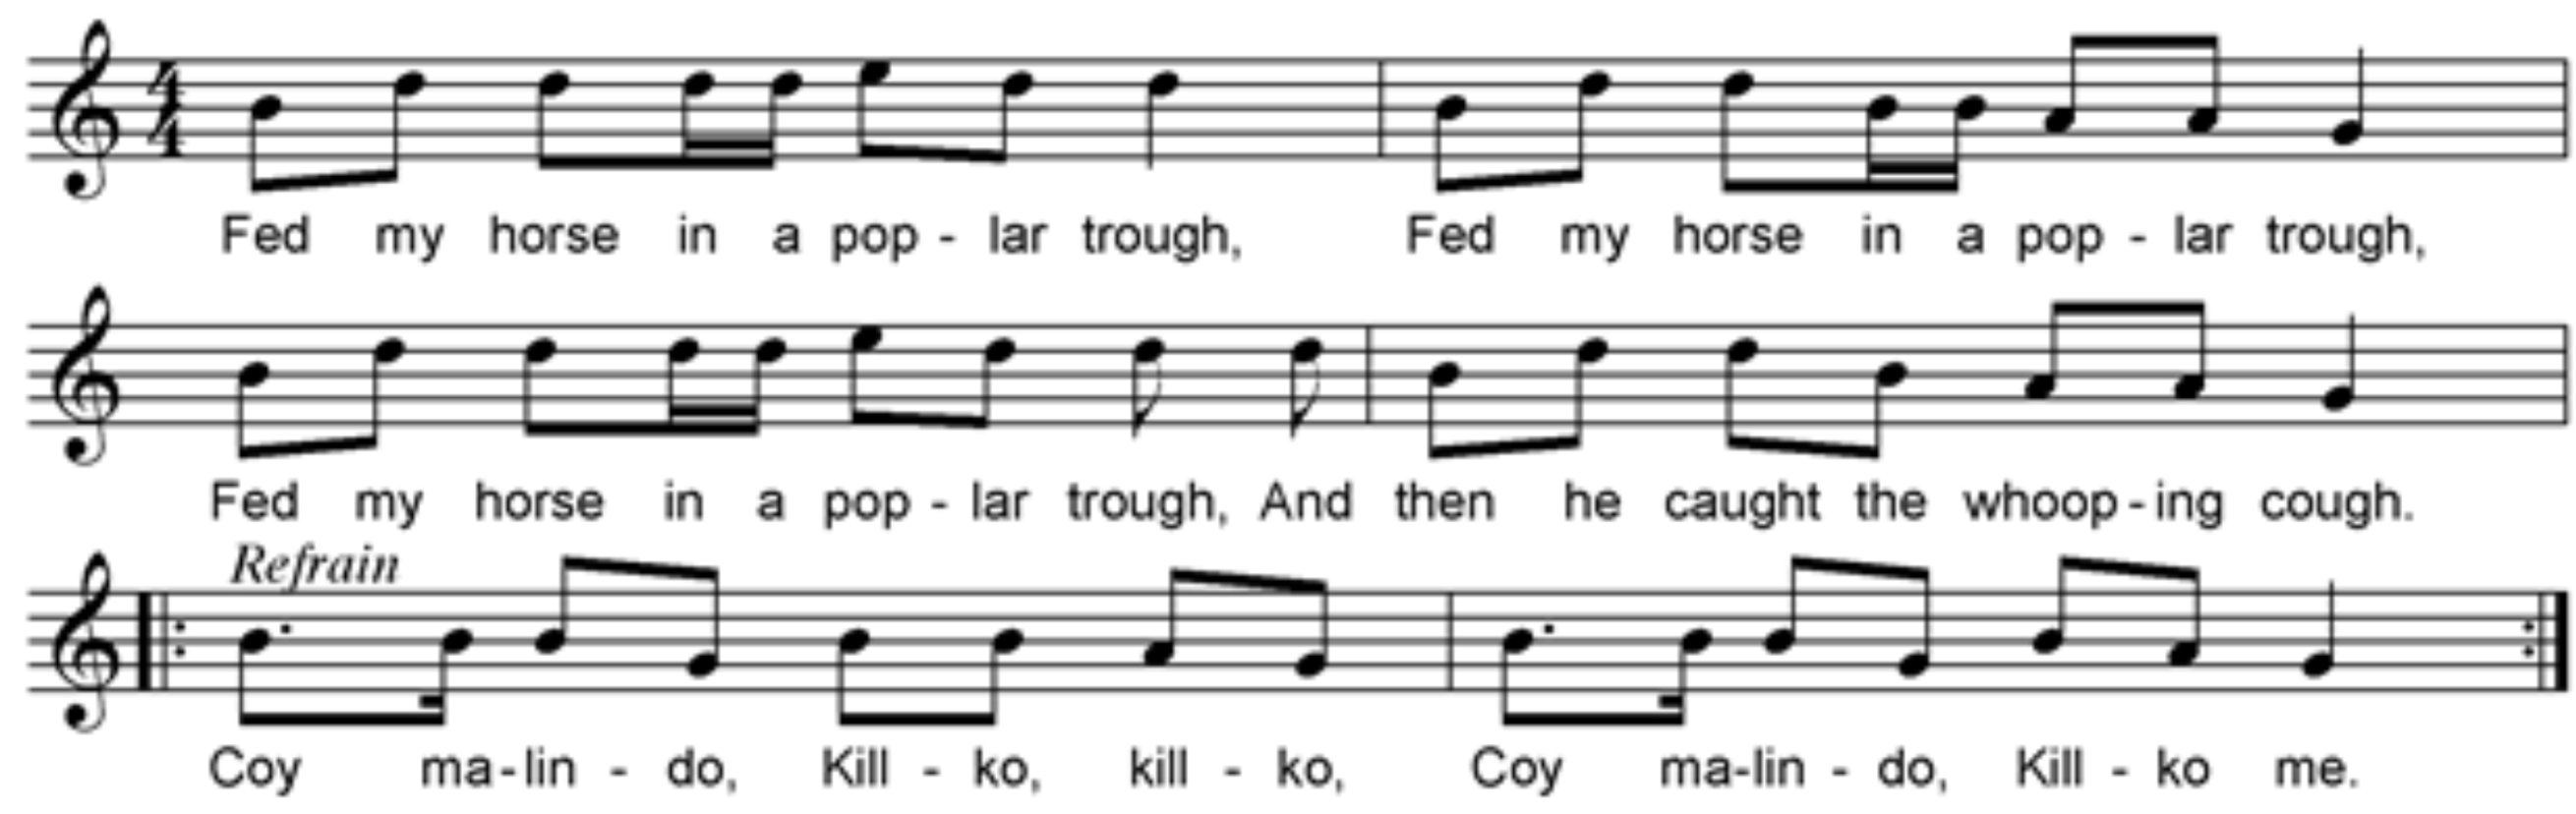 4
4
Fed my horse in a pop - lar trough, Fed my horse in a pop - lar trough,
Fed my horse in a pop - lar trough, And then he caught the whoop - ing cough.
Refrain
Coy ma - lin - do, Kill - ko, kill - ko, Coy ma - lin - do, Kill - ko me.